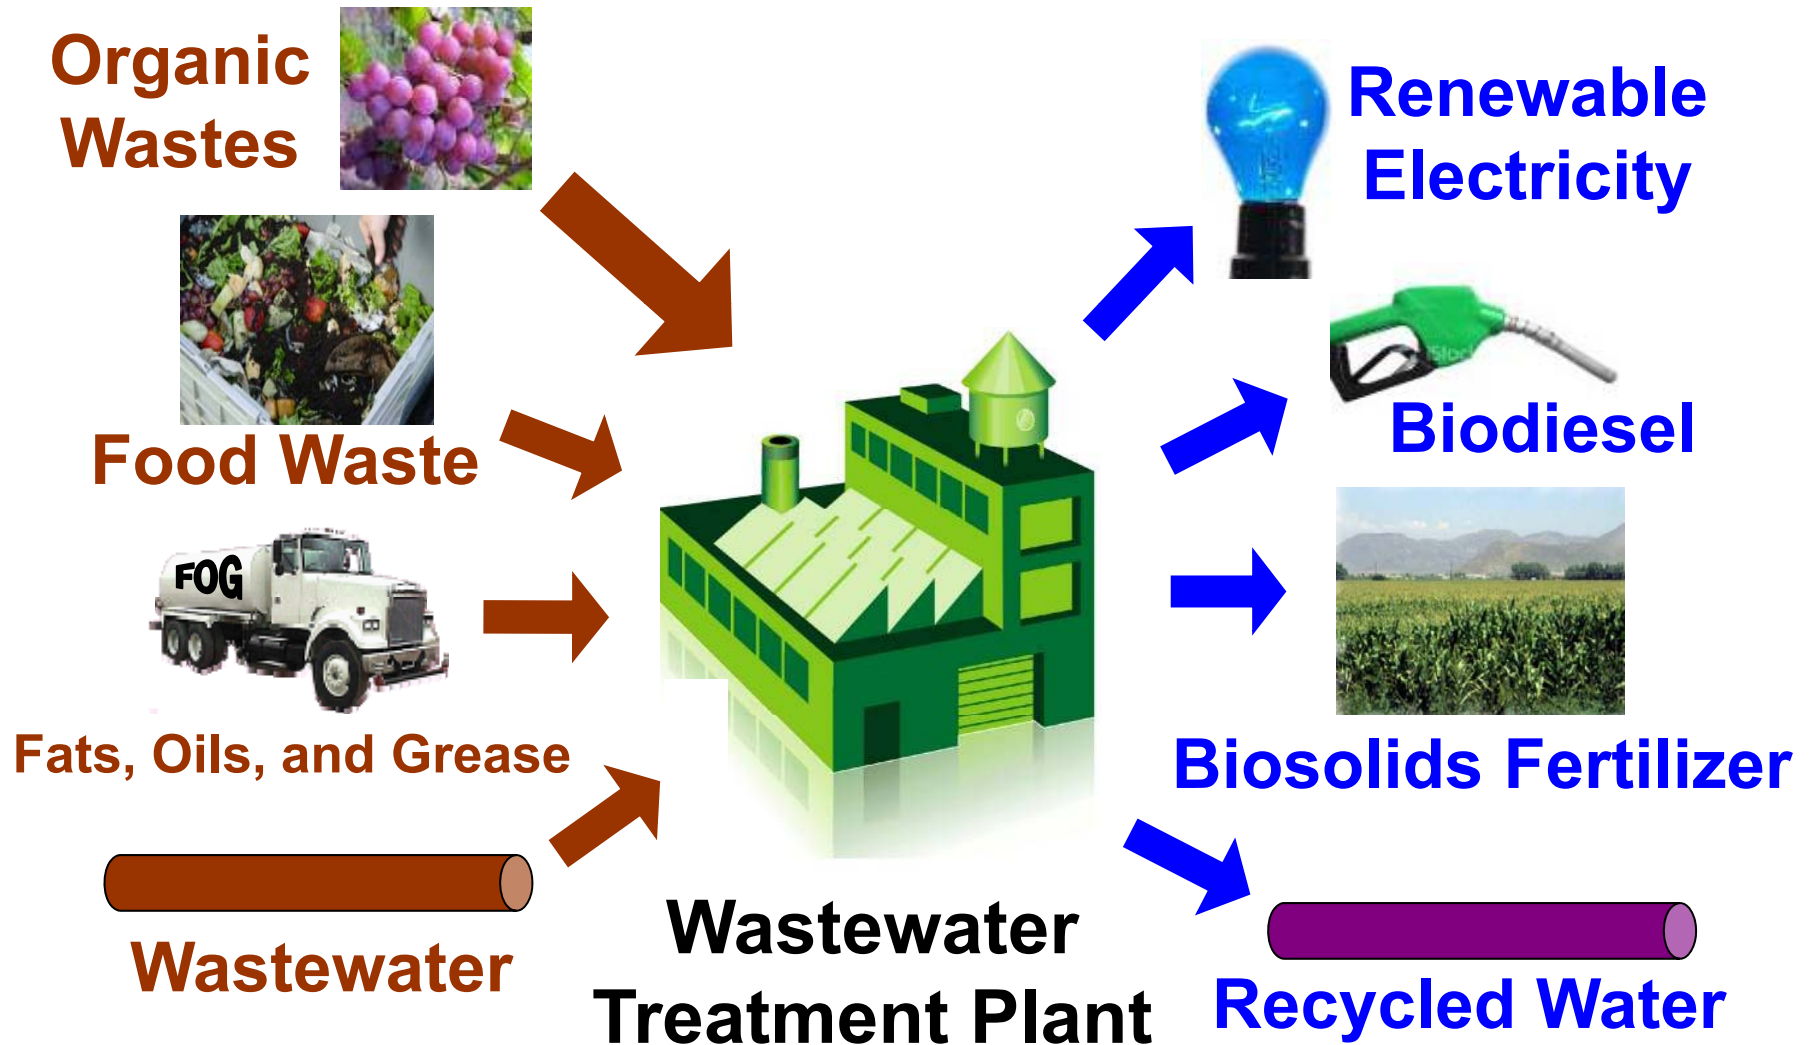 Organic
Wastes
Food Waste
FOG
Fats, Oils, and Grease
Wastewater
Wastewater
Treatment Plant
Renewable
Electricity
iStock
Biodiesel
Biosolids Fertilizer
Recycled Water